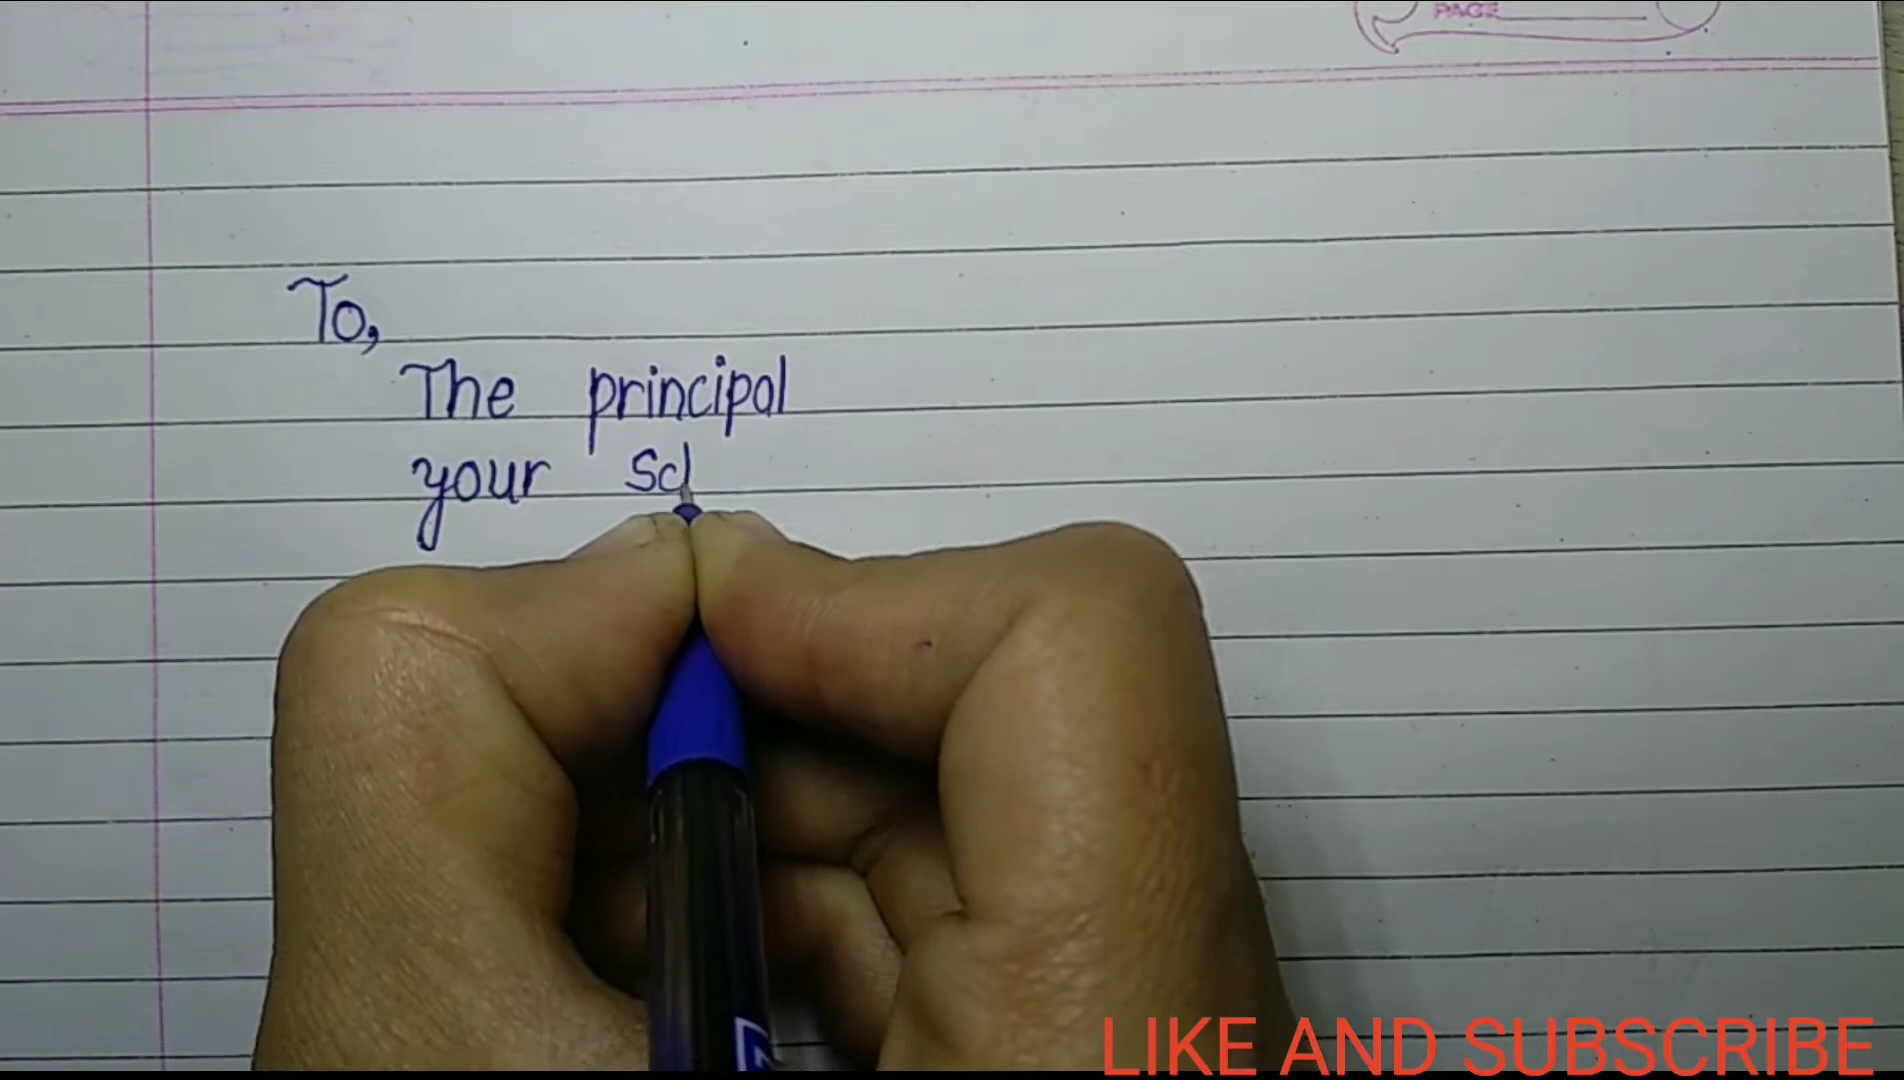 PAGE
To,
The principal
your Sc
LIKE AND SUBSCRIBE